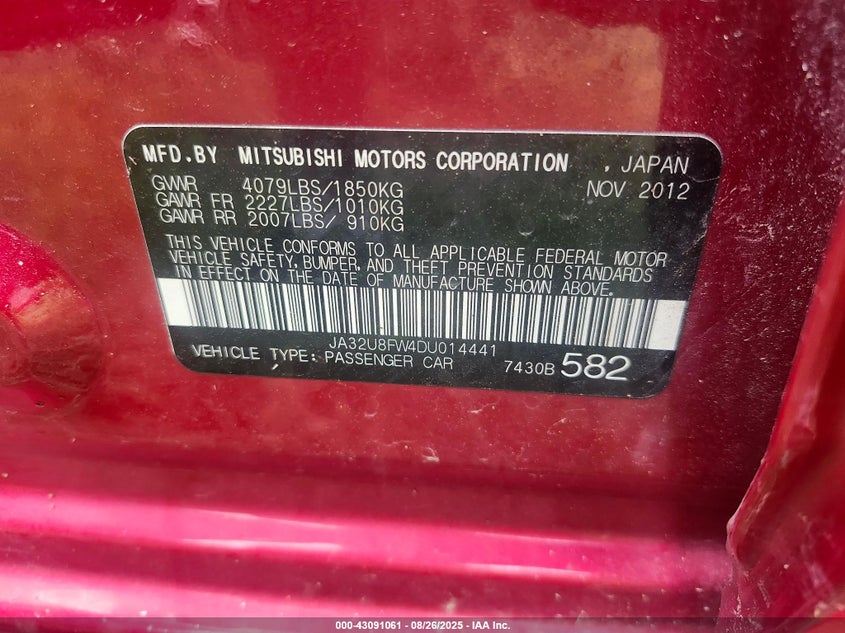 MFD.BY MITSUBISHI MOTORS CORPORATION , JAPAN
GVWR 4079LBS/1850KG NOV 2012
GAWR FR 2227LBS/1010KG
GAWR RR 2007LBS/ 910KG
THIS VEHICLE CONFORMS TO ALL APPLICABLE FEDERAL MOTOR
VEHICLE SAFETY, BUMPER, AND THEFT PREVENTION STANDARDS
IN EFFECT ON THE DATE OF MANUFACTURE SHOWN ABOVE.
JA32U8FW4DU014441
VEHICLE TYPE: PASSENGER CAR 7430B 582
000-43091061 - 08/26/2025 - IAA Inc.